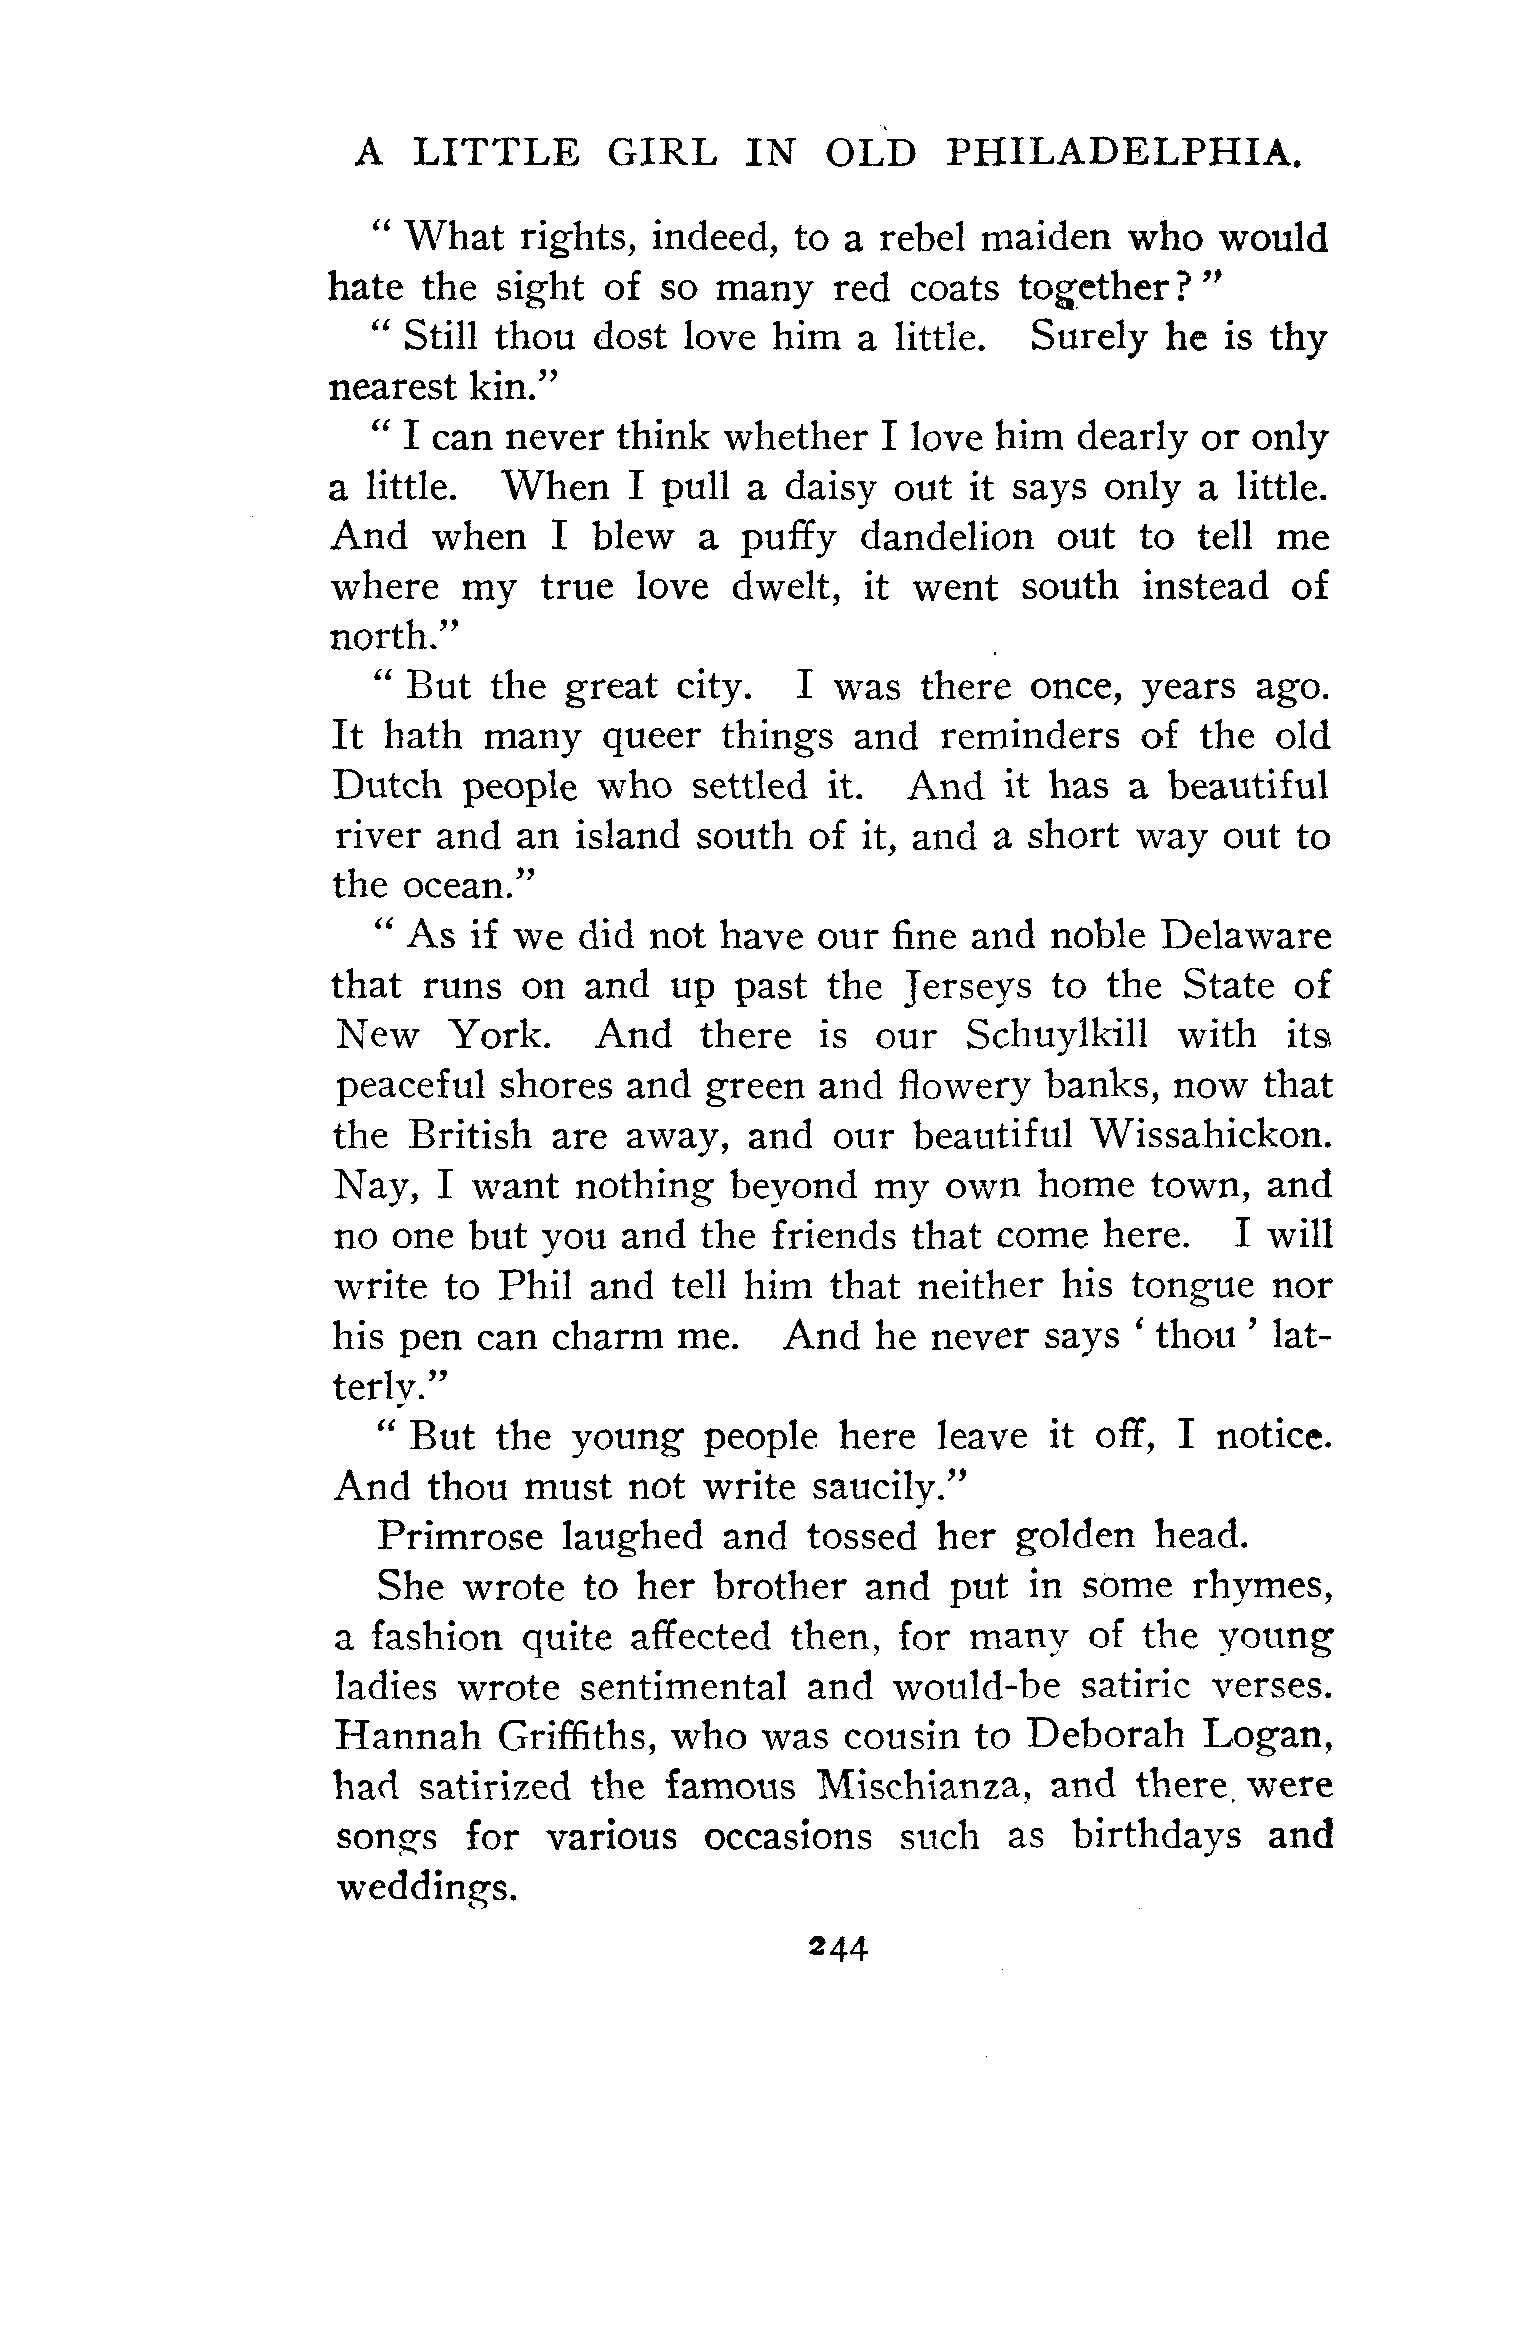 A LITTLE GIRL IN OLD PHILADELPHIA.
“ What rights, indeed, to a rebel maiden who would
hate the sight of so many red coats together? ”
“ Still thou dost love him a little. Surely he is thy
nearest kin.”
“ I can never think whether I love him dearly or only
a little. When I pull a daisy out it says only a little.
And when I blew a puffy dandelion out to tell me
where my true love dwelt, it went south instead of
north.”
“ But the great city. I was there once, years ago.
It hath many queer things and reminders of the old
Dutch people who settled it. And it has a beautiful
river and an island south of it, and a short way out to
the ocean.”
“ As if we did not have our fine and noble Delaware
that runs on and up past the Jerseys to the State of
New York. And there is our Schuylkill with its
peaceful shores and green and flowery banks, now that
the British are away, and our beautiful Wissahickon.
Nay, I want nothing beyond my own home town, and
no one but you and the friends that come here. I will
write to Phil and tell him that neither his tongue nor
his pen can charm me. And he never says ‘ thou ’ lat-
terly.”
“ But the young people here leave it off, I notice.
And thou must not write saucily.”
Primrose laughed and tossed her golden head.
She wrote to her brother and put in some rhymes,
a fashion quite affected then, for many of the young
ladies wrote sentimental and would-be satiric verses.
Hannah Griffiths, who was cousin to Deborah Logan,
had satirized the famous Mischianza, and there were
songs for various occasions such as birthdays and
weddings.
244